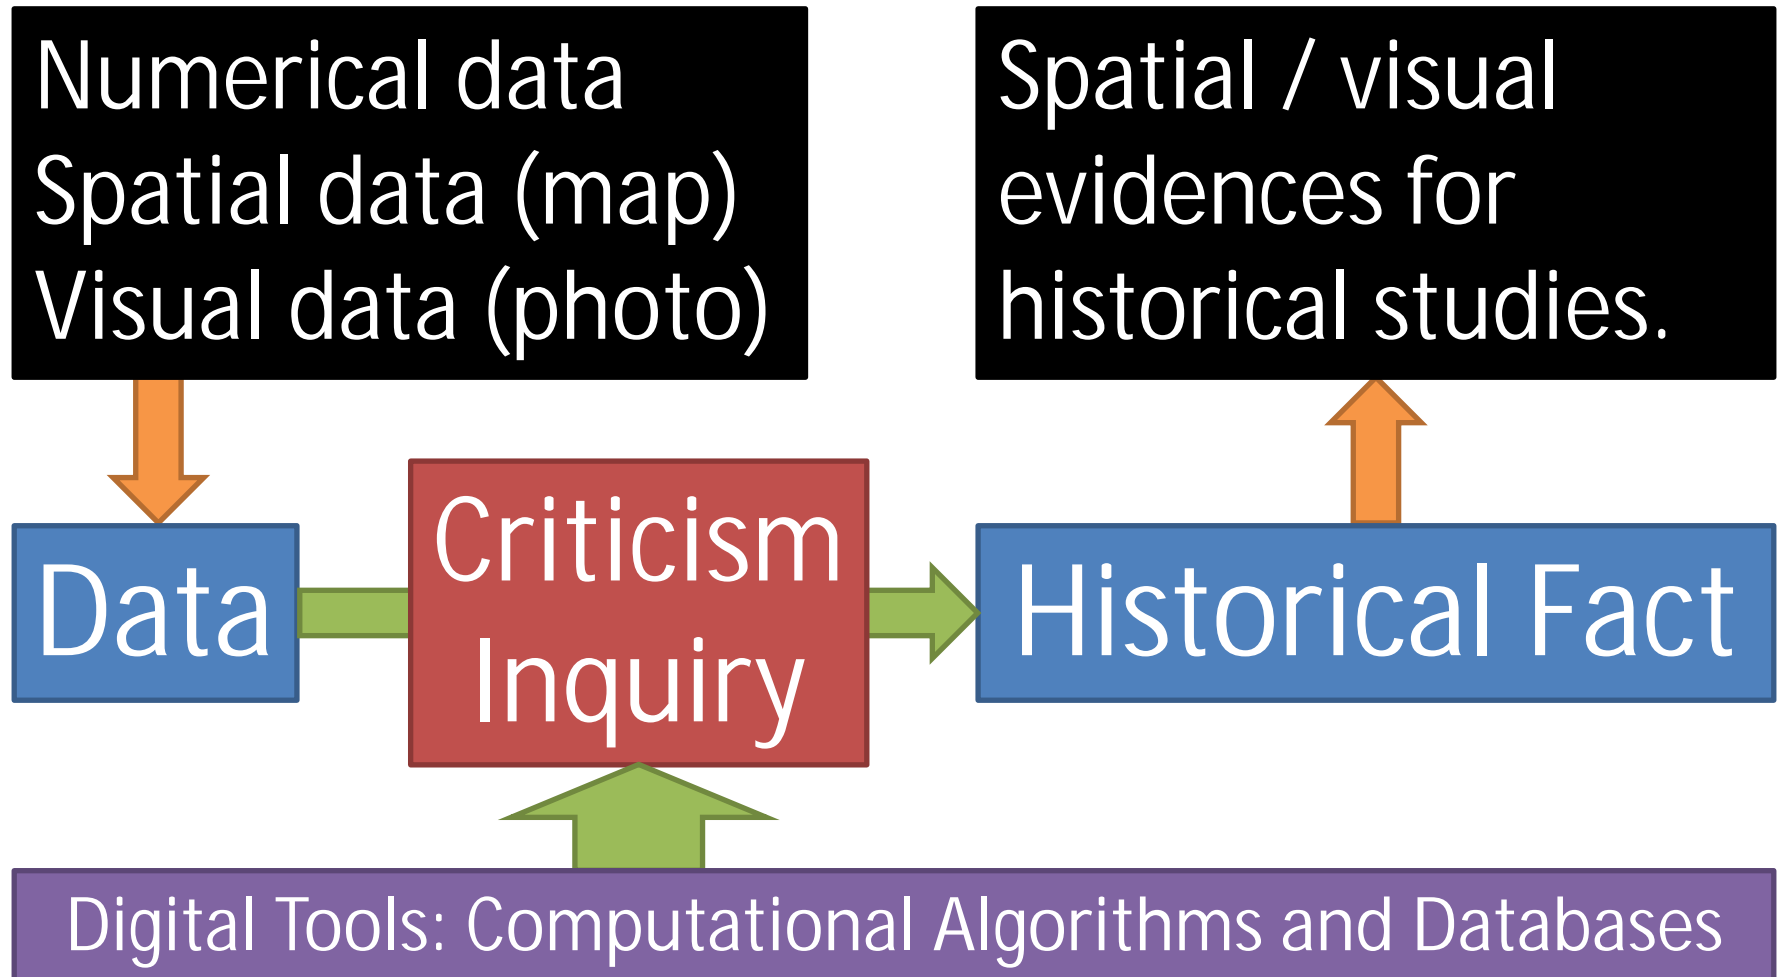 Numerical data
Spatial data (map)
Visual data (photo)
Spatial / visual
evidences for
historical studies.
Data
Criticism
Inquiry
Historical Fact
Digital Tools: Computational Algorithms and Databases